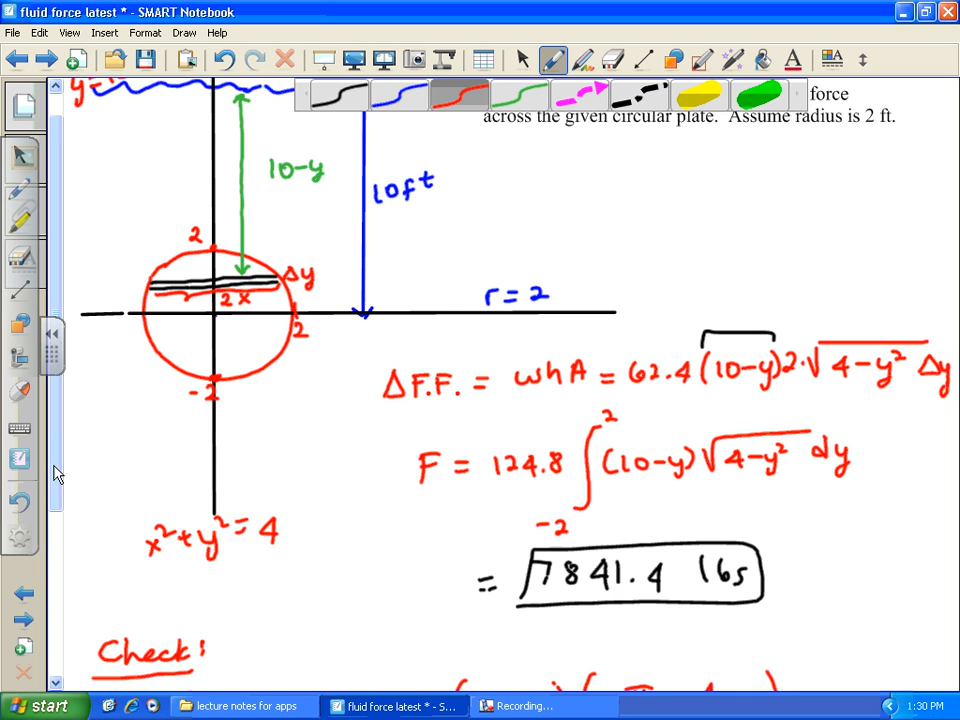 fluid force latest * - SMART Notebook
File Edit View Insert Format Draw Help
force
across the given circular plate. Assume radius is 2 ft.
10-y
10ft
2
Δy
2x
r = 2
2
-2
ΔF.F. = whA = 62.4 (10-y) 2·√4-y² Δy
F = 124.8 ∫ 2 -2 (10-y) √4-y² dy
x² + y² = 4
= 7841.4 lbs
Check:
start lecture notes for apps fluid force latest * - S... Recording... 1:30 PM